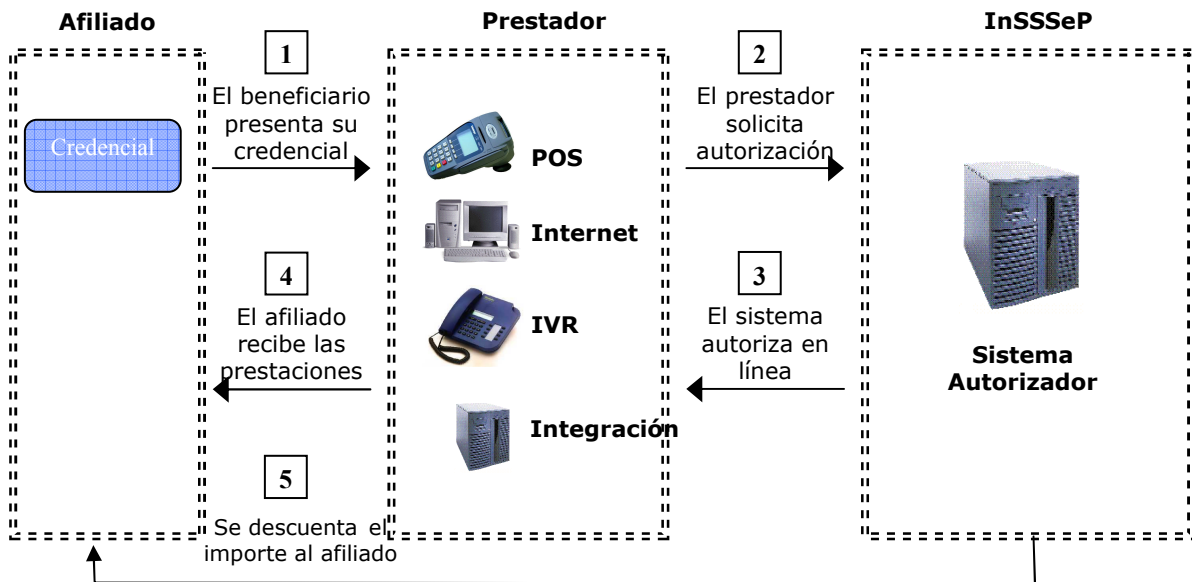 Afiliado
Prestador
InSSSeP
1
El beneficiario
presenta su
credencial
2
El prestador
solicita
autorización
Credencial
POS
Internet
IVR
Integración
4
El afiliado
recibe las
prestaciones
3
El sistema
autoriza en
línea
Sistema
Autorizador
5
Se descuenta el
importe al afiliado